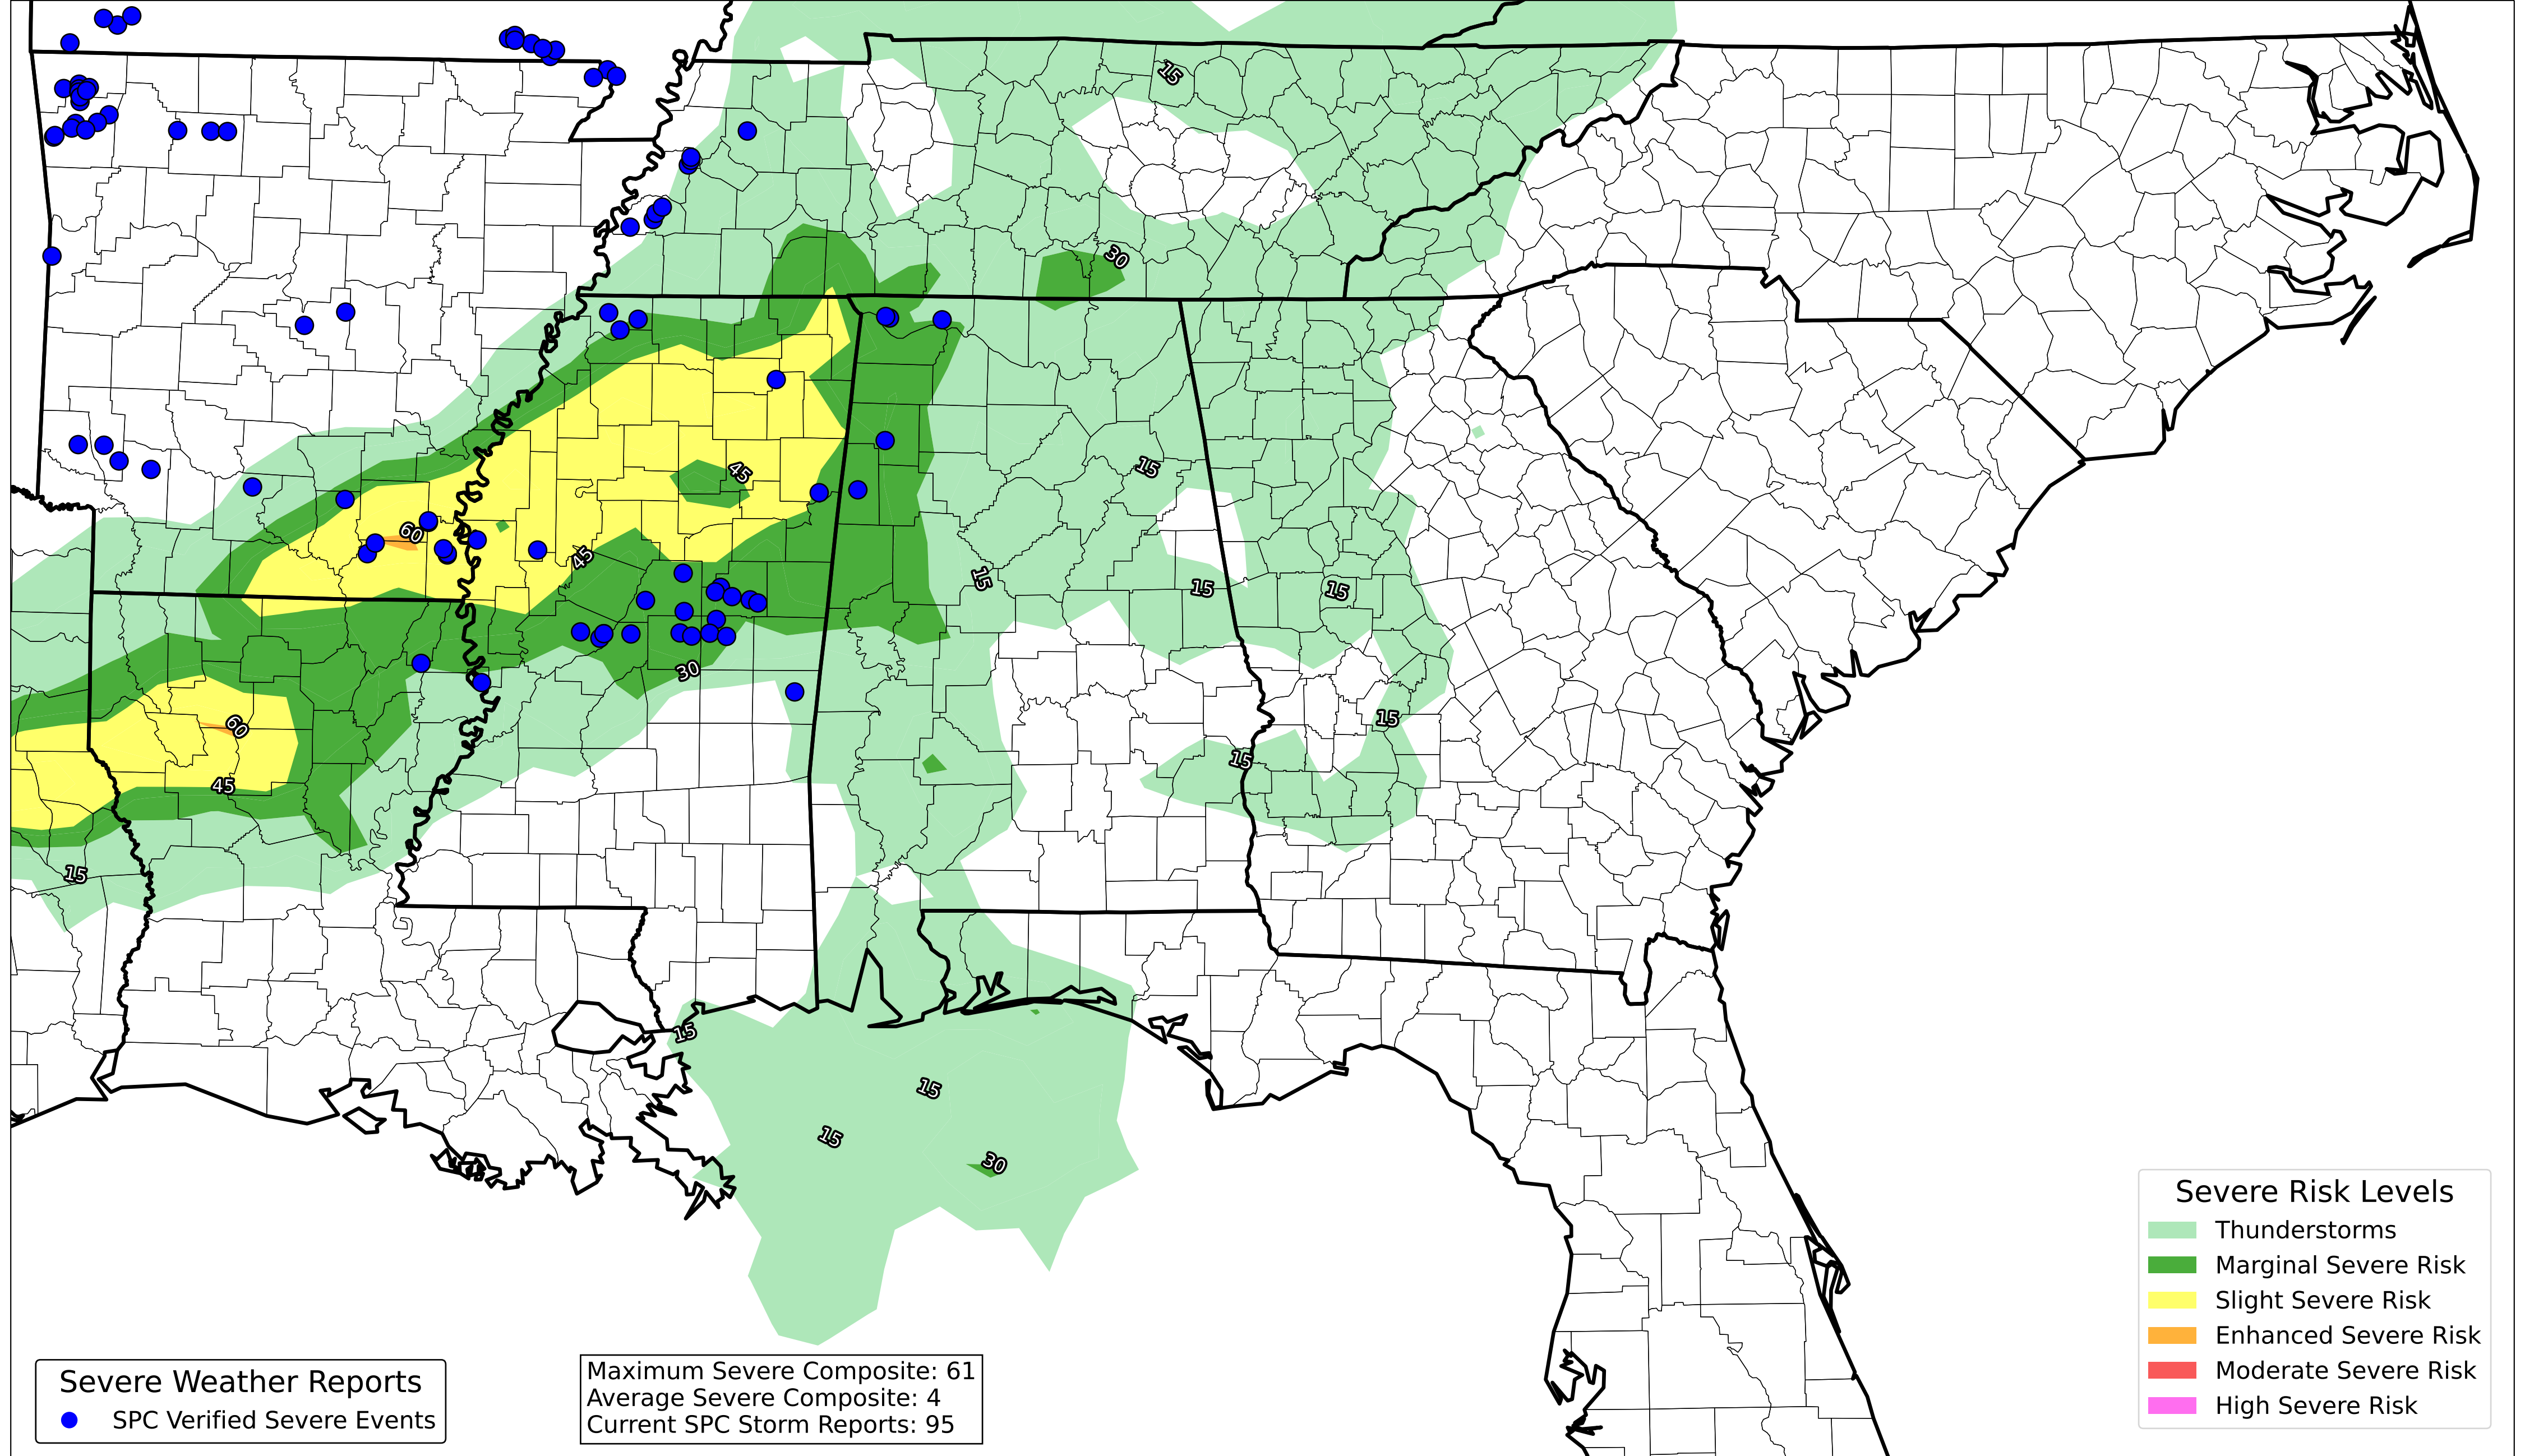 15
30
15
45
60
45
15
15
15
30
15
60
15
45
15
15
15
15
30
Severe Risk Levels
Thunderstorms
Marginal Severe Risk
Slight Severe Risk
Enhanced Severe Risk
Moderate Severe Risk
High Severe Risk
Severe Weather Reports
SPC Verified Severe Events
Maximum Severe Composite: 61
Average Severe Composite: 4
Current SPC Storm Reports: 95